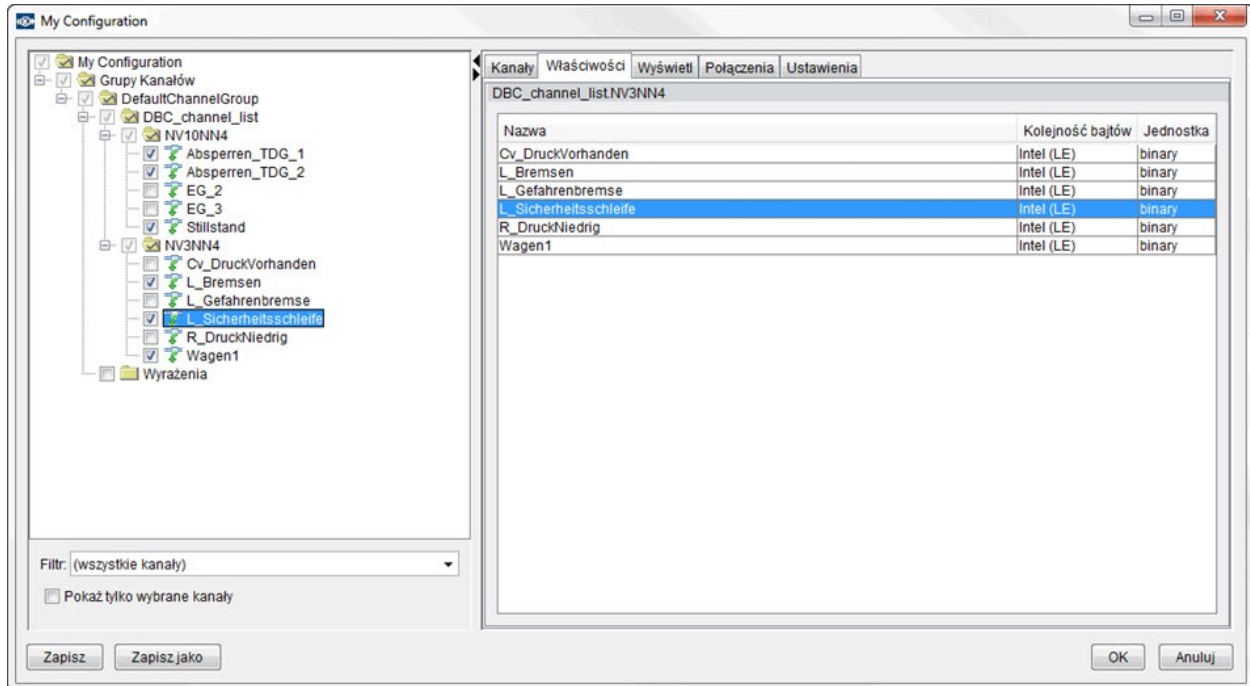 My Configuration
My Configuration
Grupy Kanałów
DefaultChannelGroup
DBC_channel_list
NV10NN4
Absperren_TDG_1
Absperren_TDG_2
EG_2
EG_3
Stillstand
NV3NN4
Cv_DruckVorhanden
L_Bremsen
L_Gefahrenbremse
L_Sicherheitsschleife
R_DruckNiedrig
Wagen1
Wyrażenia
Filtr: (wszystkie kanały)
Pokaż tylko wybrane kanały
Kanały Właściwości Wyświetl Połączenia Ustawienia
DBC_channel_list.NV3NN4
Nazwa Kolejność bajtów Jednostka
Cv_DruckVorhanden Intel (LE) binary
L_Bremsen Intel (LE) binary
L_Gefahrenbremse Intel (LE) binary
L_Sicherheitsschleife Intel (LE) binary
R_DruckNiedrig Intel (LE) binary
Wagen1 Intel (LE) binary
Zapisz Zapisz jako OK Anuluj